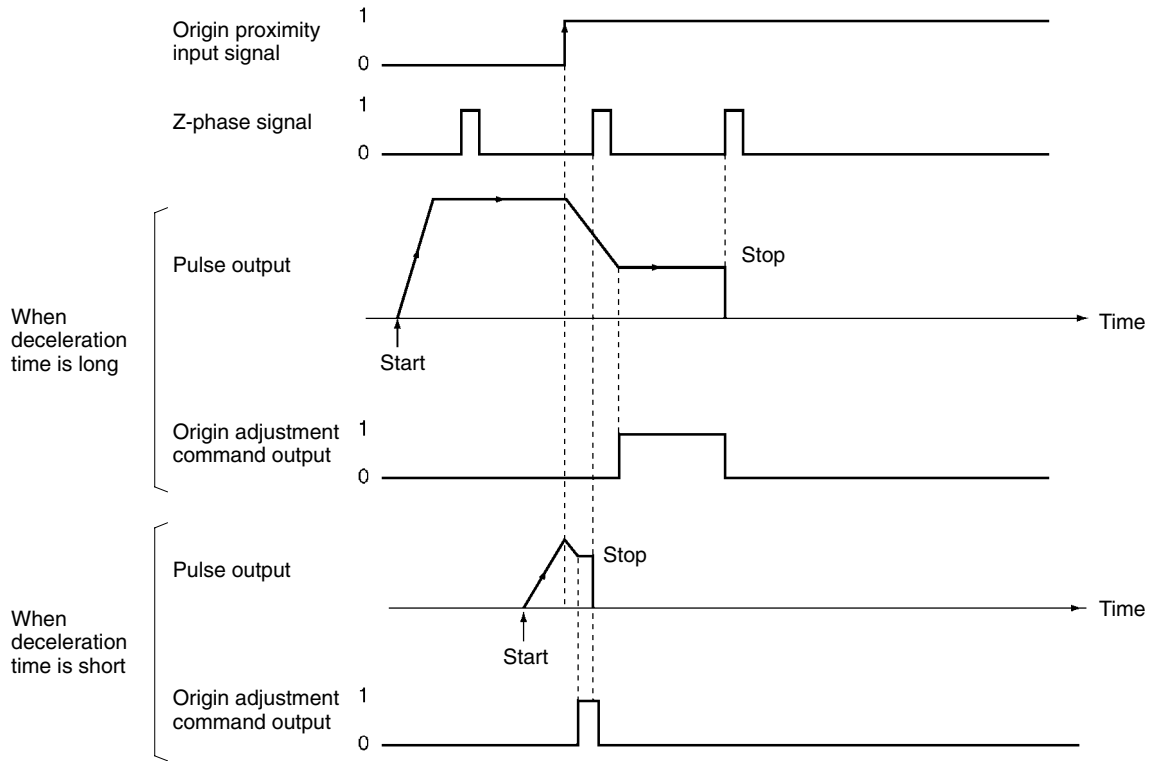 Origin proximity
input signal
1
0
Z-phase signal
1
0
When
deceleration
time is long
Pulse output
Stop
Time
Start
Origin adjustment
command output
1
0
When
deceleration
time is short
Pulse output
Stop
Time
Start
Origin adjustment
command output
1
0